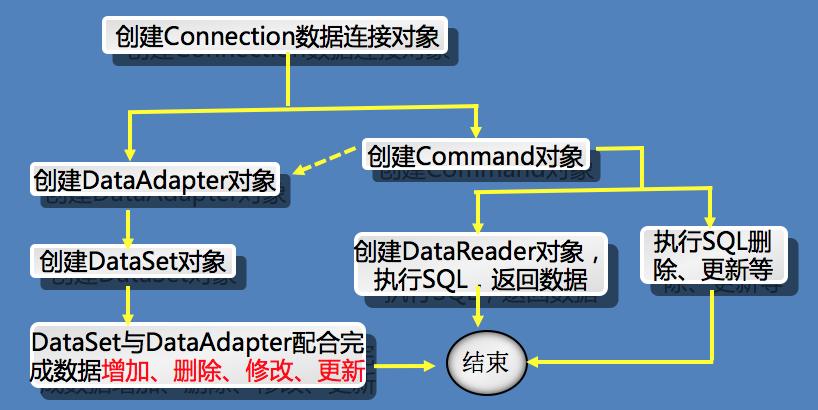 创建Connection数据连接对象
创建Command对象
创建DataAdapter对象
创建DataSet对象
创建DataReader对象，
执行SQL，返回数据
执行SQL删
除、更新等
DataSet与DataAdapter配合完
成数据增加、删除、修改、更新
结束